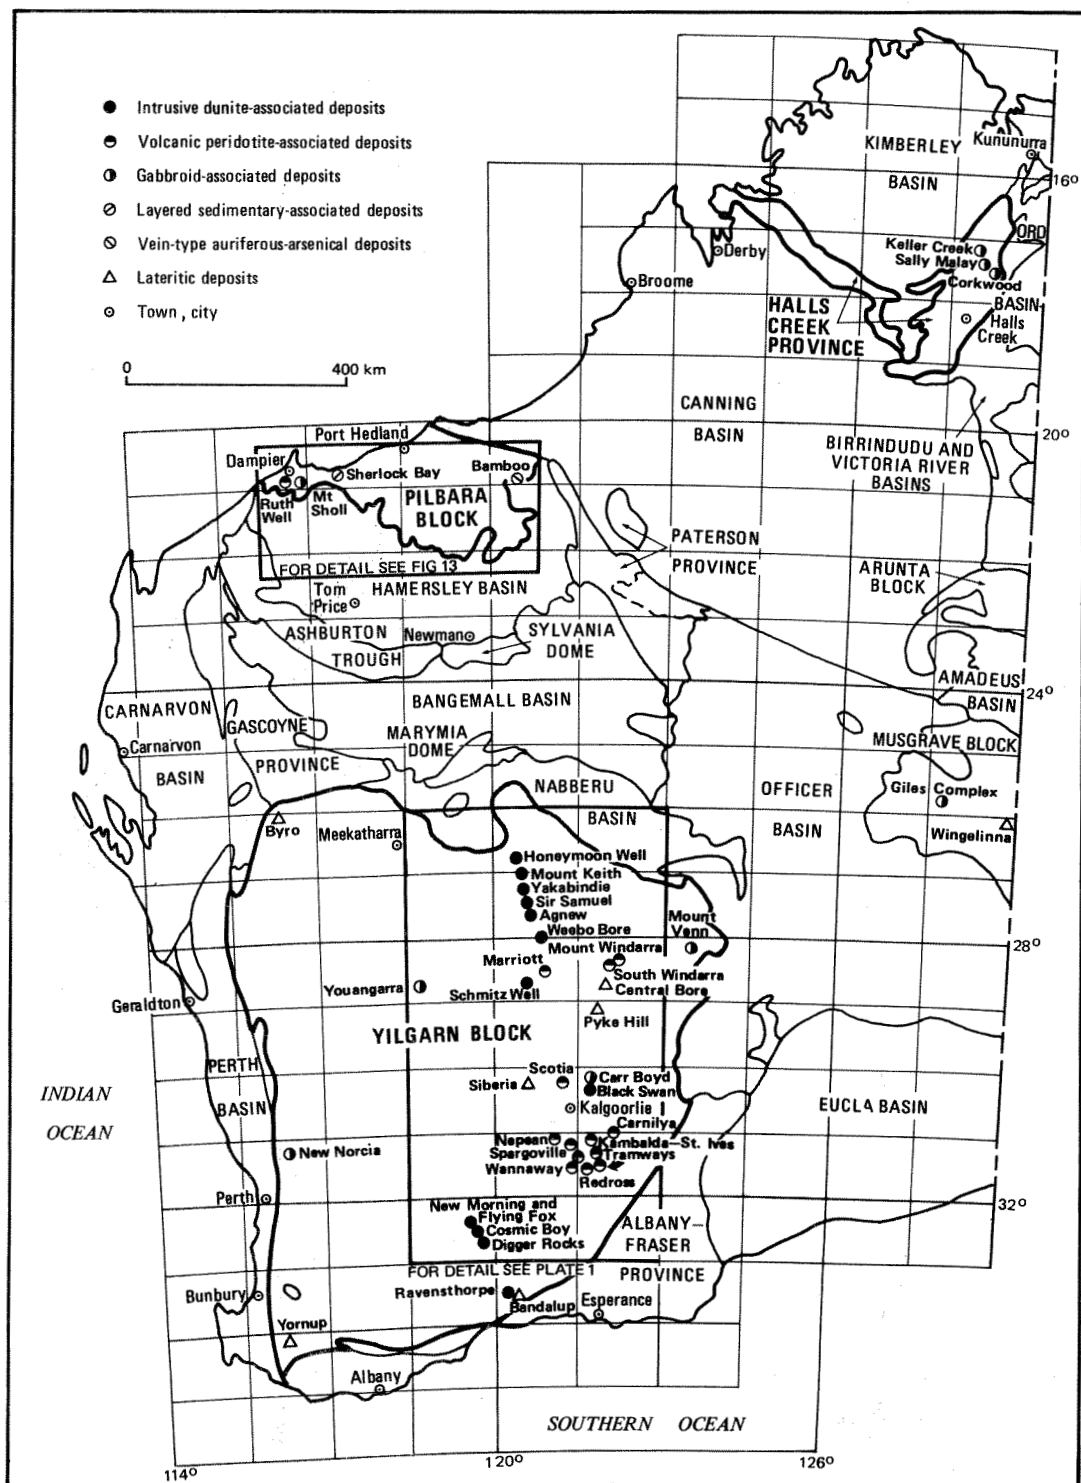 Intrusive dunite-associated deposits
Volcanic peridotite-associated deposits
Gabbroid-associated deposits
Layered sedimentary-associated deposits
Vein-type auriferous-arsenical deposits
Lateritic deposits
Town, city
0 400 km
KIMBERLEY
BASIN
Kununurra
16°
ORD
BASIN
Keller Creek
Sally Malay
Corkwood
Halls
Creek
Derby
Broome
HALLS
CREEK
PROVINCE
CANNING
BASIN
20°
BIRRINDUDU AND
VICTORIA RIVER
BASINS
Port Hedland
Dampier
Sherlock Bay
Bamboo
Ruth
Well
Mt
Sholl
PILBARA
BLOCK
FOR DETAIL SEE FIG 13
PATERSON
PROVINCE
ARUNTA
BLOCK
HAMERSLEY BASIN
Tom
Price
ASHBURTON
TROUGH
Newman
SYLVANIA
DOME
AMADEUS
BASIN
24°
CARNARVON
BASIN
Carnarvon
GASCOYNE
PROVINCE
BANGEMALL BASIN
MARYMIA
DOME
MUSGRAVE BLOCK
Giles Complex
Wingelinna
NABBERU
BASIN
OFFICER
BASIN
Byro
Meekatharra
Honeymoon Well
Mount Keith
Yakabindie
Sir Samuel
Agnew
Weebo Bore
Mount
Venn
28°
Mount Windarra
Marriott
South Windarra
Central Bore
Youangarra
Schmitz Well
Pyke Hill
Geraldton
YILGARN BLOCK
PERTH
BASIN
Scotia
Siberia
Carr Boyd
Black Swan
Kalgoorlie
Carnilya
EUCLA BASIN
INDIAN
OCEAN
Nepean
Kambalda—St. Ives
Spargoville
Tramways
Wannaway
Redross
New Norcia
Perth
32°
New Morning and
Flying Fox
Cosmic Boy
Digger Rocks
ALBANY—
FRASER
PROVINCE
FOR DETAIL SEE PLATE 1
Bunbury
Ravensthorpe
Bandalup
Esperance
Yornup
Albany
SOUTHERN OCEAN
114° 120° 126°